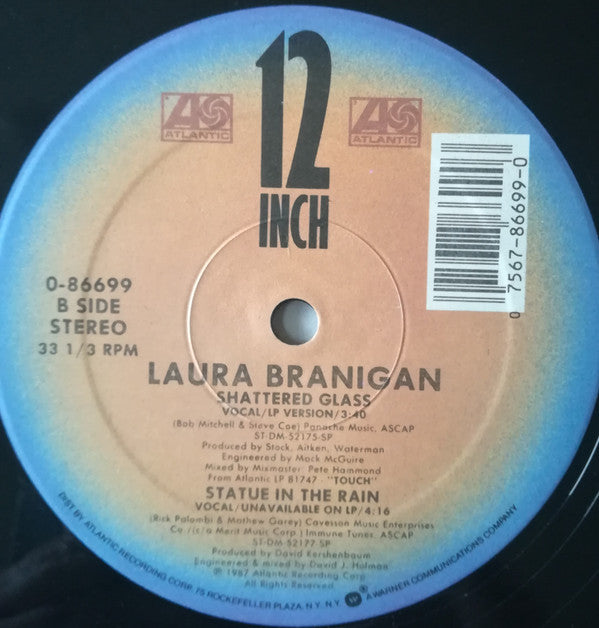 12
INCH
ATLANTIC
ATLANTIC
0 7567-86699-0
0-86699
B SIDE
STEREO
33 1/3 RPM
LAURA BRANIGAN
SHATTERED GLASS
VOCAL/LP VERSION/3:40
(Bob Mitchell & Steve Coe) Panache Music, ASCAP
ST-DM-52175-SP
Produced by Stock, Aitken, Waterman
Engineered by Mack McGuire
Mixed by Mixmaster: Pete Hammond
From Atlantic LP 81747 - "TOUCH"
STATUE IN THE RAIN
VOCAL/UNAVAILABLE ON LP/4:16
(Rick Palombi & Mathew Garey) Cavesson Music Enterprises
Co./(c/o Merit Music Corp.) Immune Tunes, ASCAP
ST-DM-52177-SP
Produced by David Kershenbaum
Engineered & mixed by David J. Holman
℗ 1987 Atlantic Recording Corp.
All Rights Reserved.
DIST. BY ATLANTIC RECORDING CORP. 75 ROCKEFELLER PLAZA, N.Y. N.Y. ® A WARNER COMMUNICATIONS COMPANY